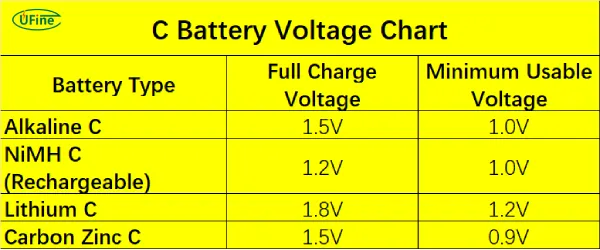 UFine
C Battery Voltage Chart
Battery Type
Full Charge
Voltage
Minimum Usable
Voltage
Alkaline C 1.5V 1.0V
NiMH C
(Rechargeable) 1.2V 1.0V
Lithium C 1.8V 1.2V
Carbon Zinc C 1.5V 0.9V